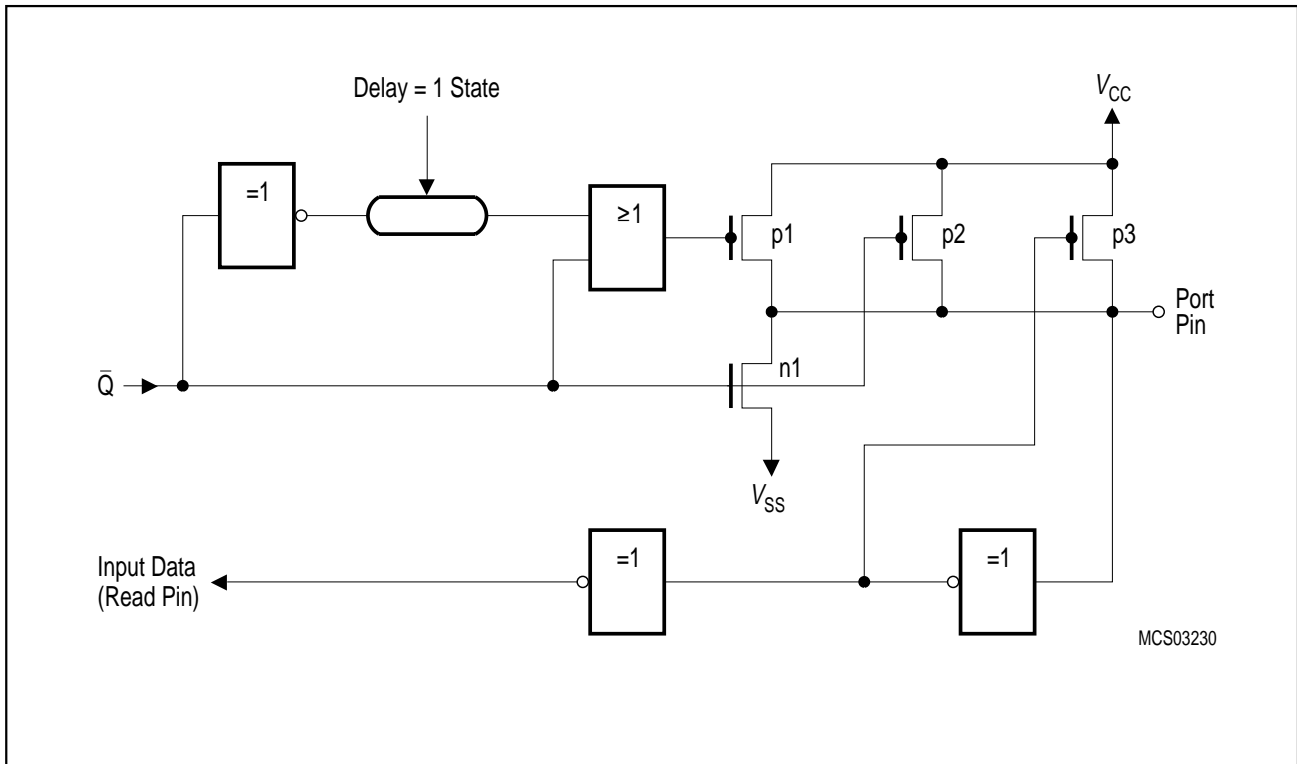 Delay = 1 State
V_CC
=1
≥1
p1
p2
p3
Port
Pin
Q̄
n1
V_SS
Input Data
(Read Pin)
=1
=1
MCS03230